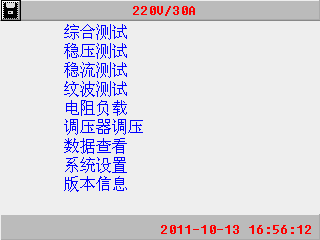 220V/30A
综合测试
稳压测试
稳流测试
纹波测试
电阻负载
调压器调压
数据查看
系统设置
版本信息
2011-10-13 16:56:12